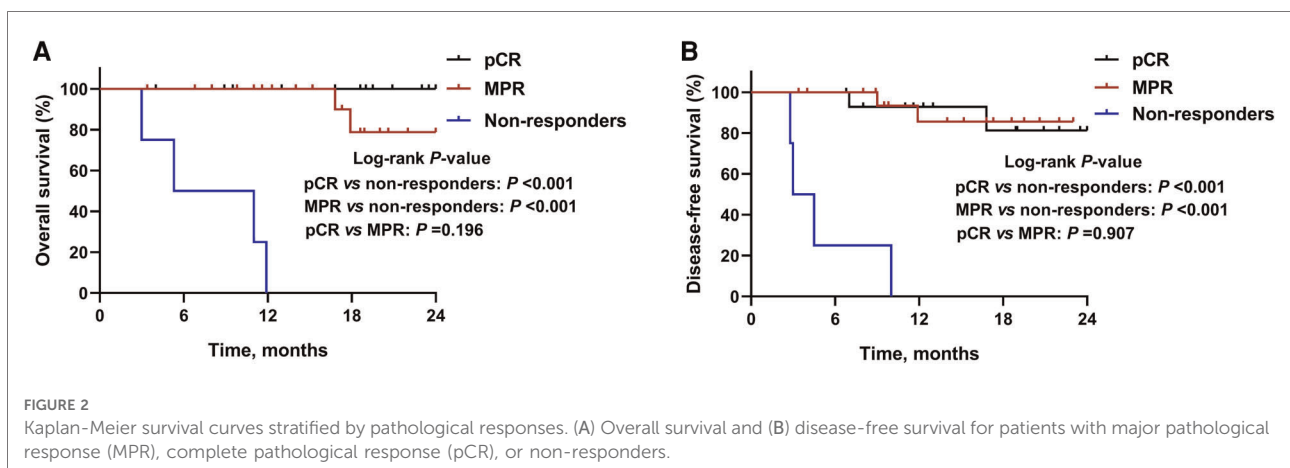 A
pCR
MPR
Non-responders
Overall survival (%)
100
80
60
40
20
0
Log-rank P-value
pCR vs non-responders: P <0.001
MPR vs non-responders: P <0.001
pCR vs MPR: P =0.196
0 6 12 18 24
Time, months
B
pCR
MPR
Non-responders
Disease-free survival (%)
100
80
60
40
20
0
Log-rank P-value
pCR vs non-responders: P <0.001
MPR vs non-responders: P <0.001
pCR vs MPR: P =0.907
0 6 12 18 24
Time, months
FIGURE 2
Kaplan-Meier survival curves stratified by pathological responses. (A) Overall survival and (B) disease-free survival for patients with major pathological
response (MPR), complete pathological response (pCR), or non-responders.